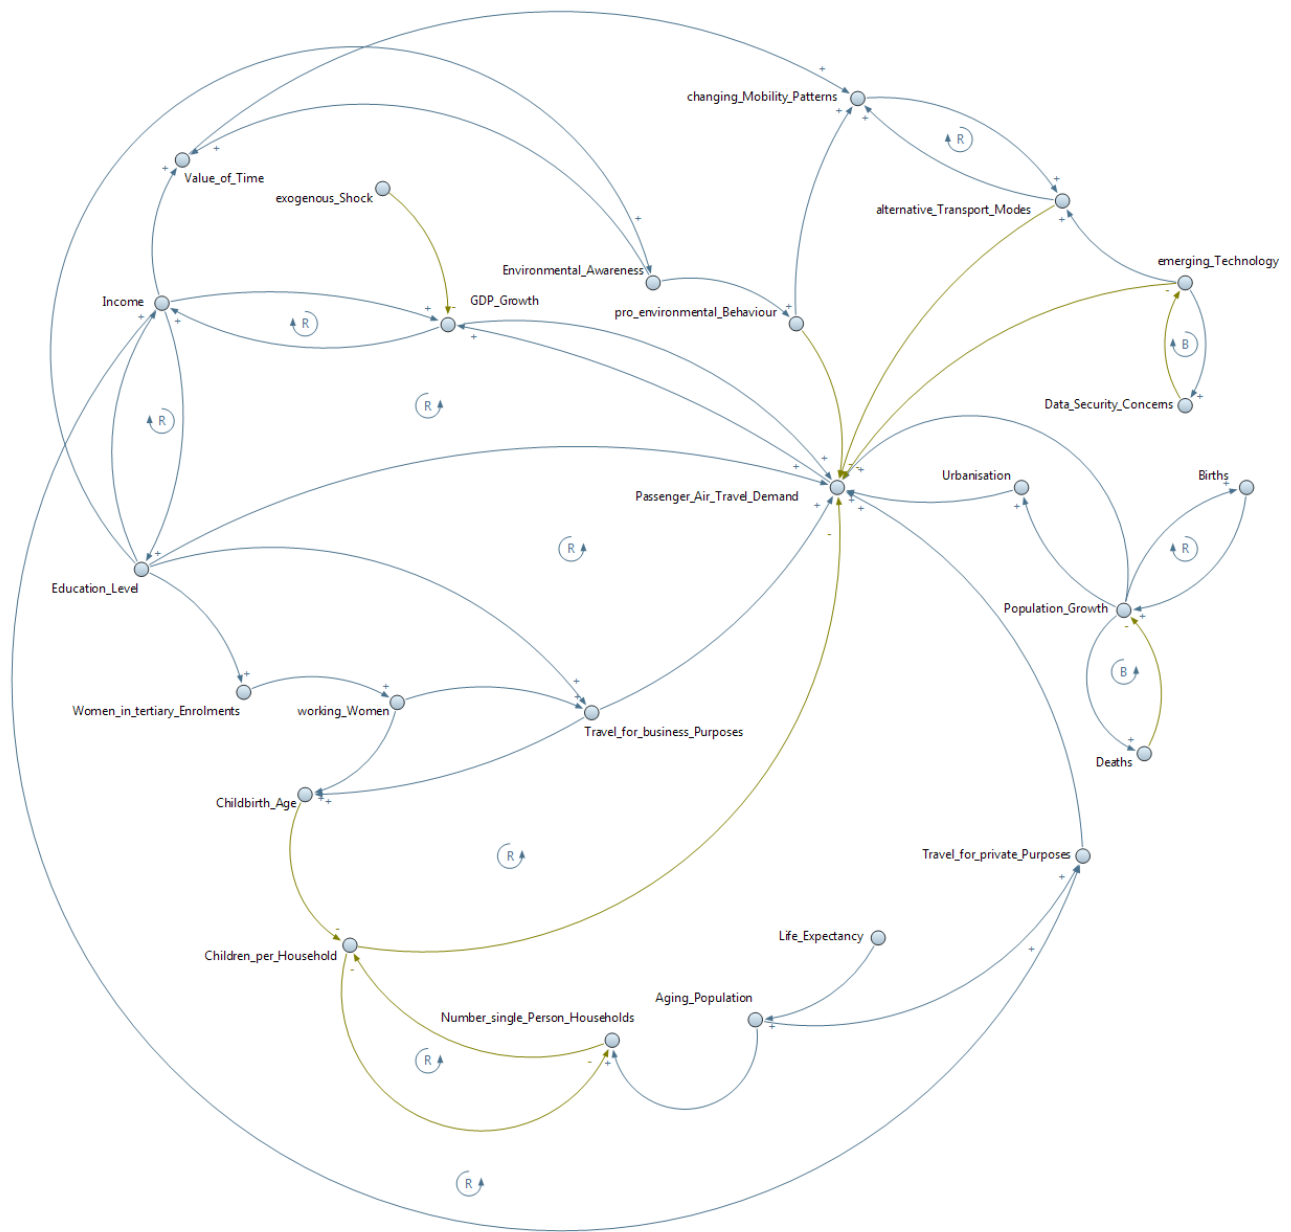 +
changing_Mobility_Patterns
+ +
R
+
Value_of_Time
+
+
exogenous_Shock
alternative_Transport_Modes
+
+
emerging_Technology
Environmental_Awareness
-
Income
GDP_Growth
+ -
pro_environmental_Behaviour
+
+ +
R
+
B
Data_Security_Concerns
+
R
R
+ +
- - +
Passenger_Air_Travel_Demand
Urbanisation
Births
+
+ + +
+
-
R
R
+
Education_Level
Population_Growth
+
-
B
+
Women_in_tertiary_Enrolments
+
working_Women
+
+
Travel_for_business_Purposes
+
Deaths
Childbirth_Age
+ +
R
Travel_for_private_Purposes
+
-
Children_per_Household
-
Life_Expectancy
+
Aging_Population
+
Number_single_Person_Households
- +
R
R